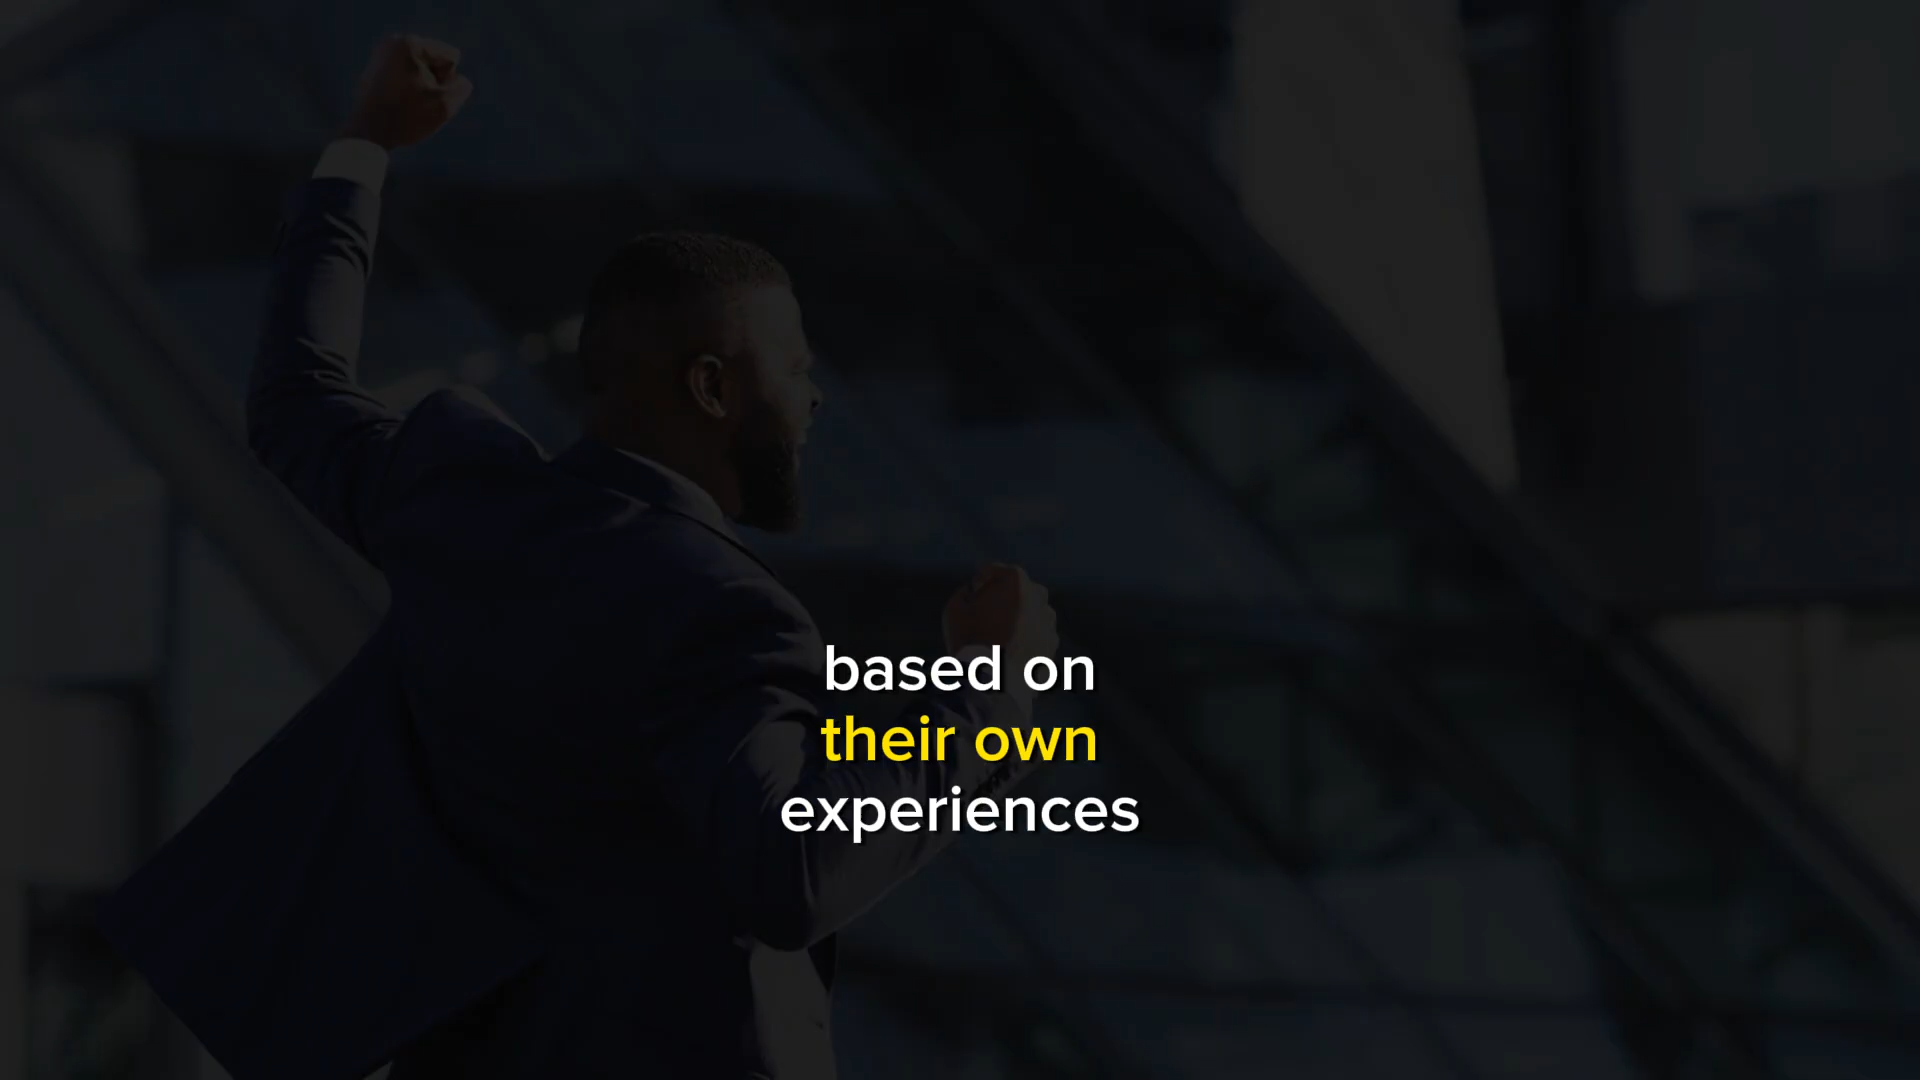 based on
their own
experiences